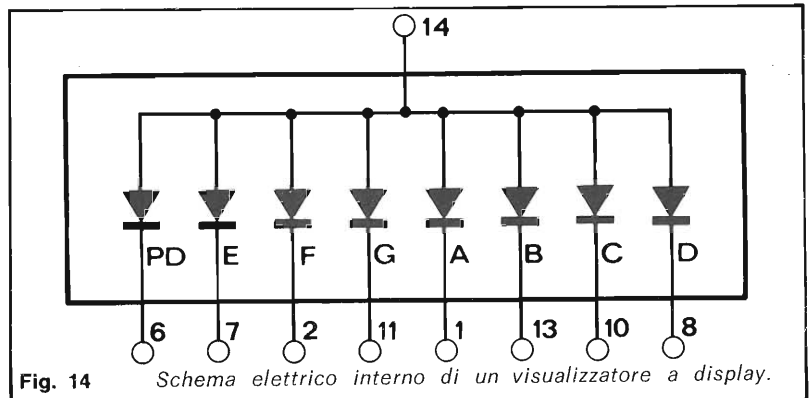 14
PD E F G A B C D
6 7 2 11 1 13 10 8
Fig. 14 Schema elettrico interno di un visualizzatore a display.